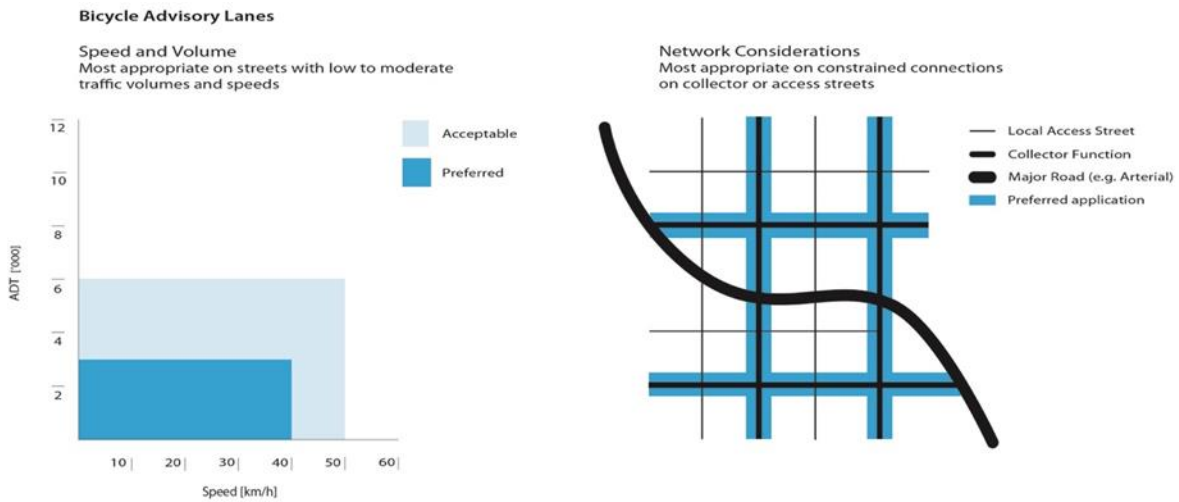 Bicycle Advisory Lanes
Speed and Volume
Most appropriate on streets with low to moderate
traffic volumes and speeds
12
10
8
6
4
2
ADT ['000]
10
20
30
40
50
60
Speed [km/h]
Acceptable
Preferred
Network Considerations
Most appropriate on constrained connections
on collector or access streets
Local Access Street
Collector Function
Major Road (e.g. Arterial)
Preferred application